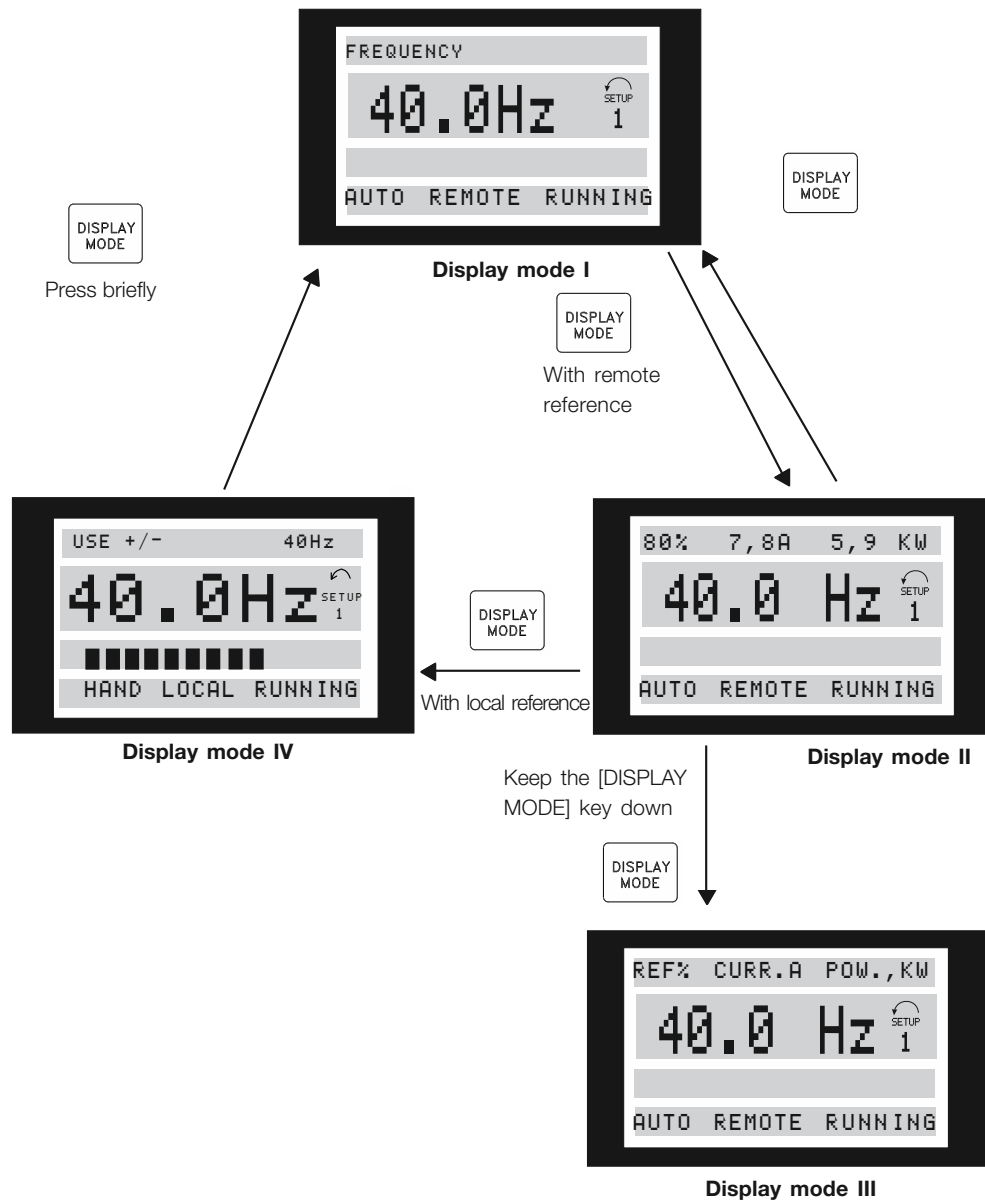 FREQUENCY
40.0Hz
SETUP
1
AUTO REMOTE RUNNING
Display mode I
DISPLAY
MODE
DISPLAY
MODE
Press briefly
DISPLAY
MODE
With remote
reference
USE +/- 40Hz
40.0Hz
SETUP
1
HAND LOCAL RUNNING
Display mode IV
DISPLAY
MODE
With local reference
80% 7,8A 5,9 KW
40.0 Hz
SETUP
1
AUTO REMOTE RUNNING
Display mode II
Keep the [DISPLAY
MODE] key down
DISPLAY
MODE
REF% CURR.A POW.,KW
40.0 Hz
SETUP
1
AUTO REMOTE RUNNING
Display mode III